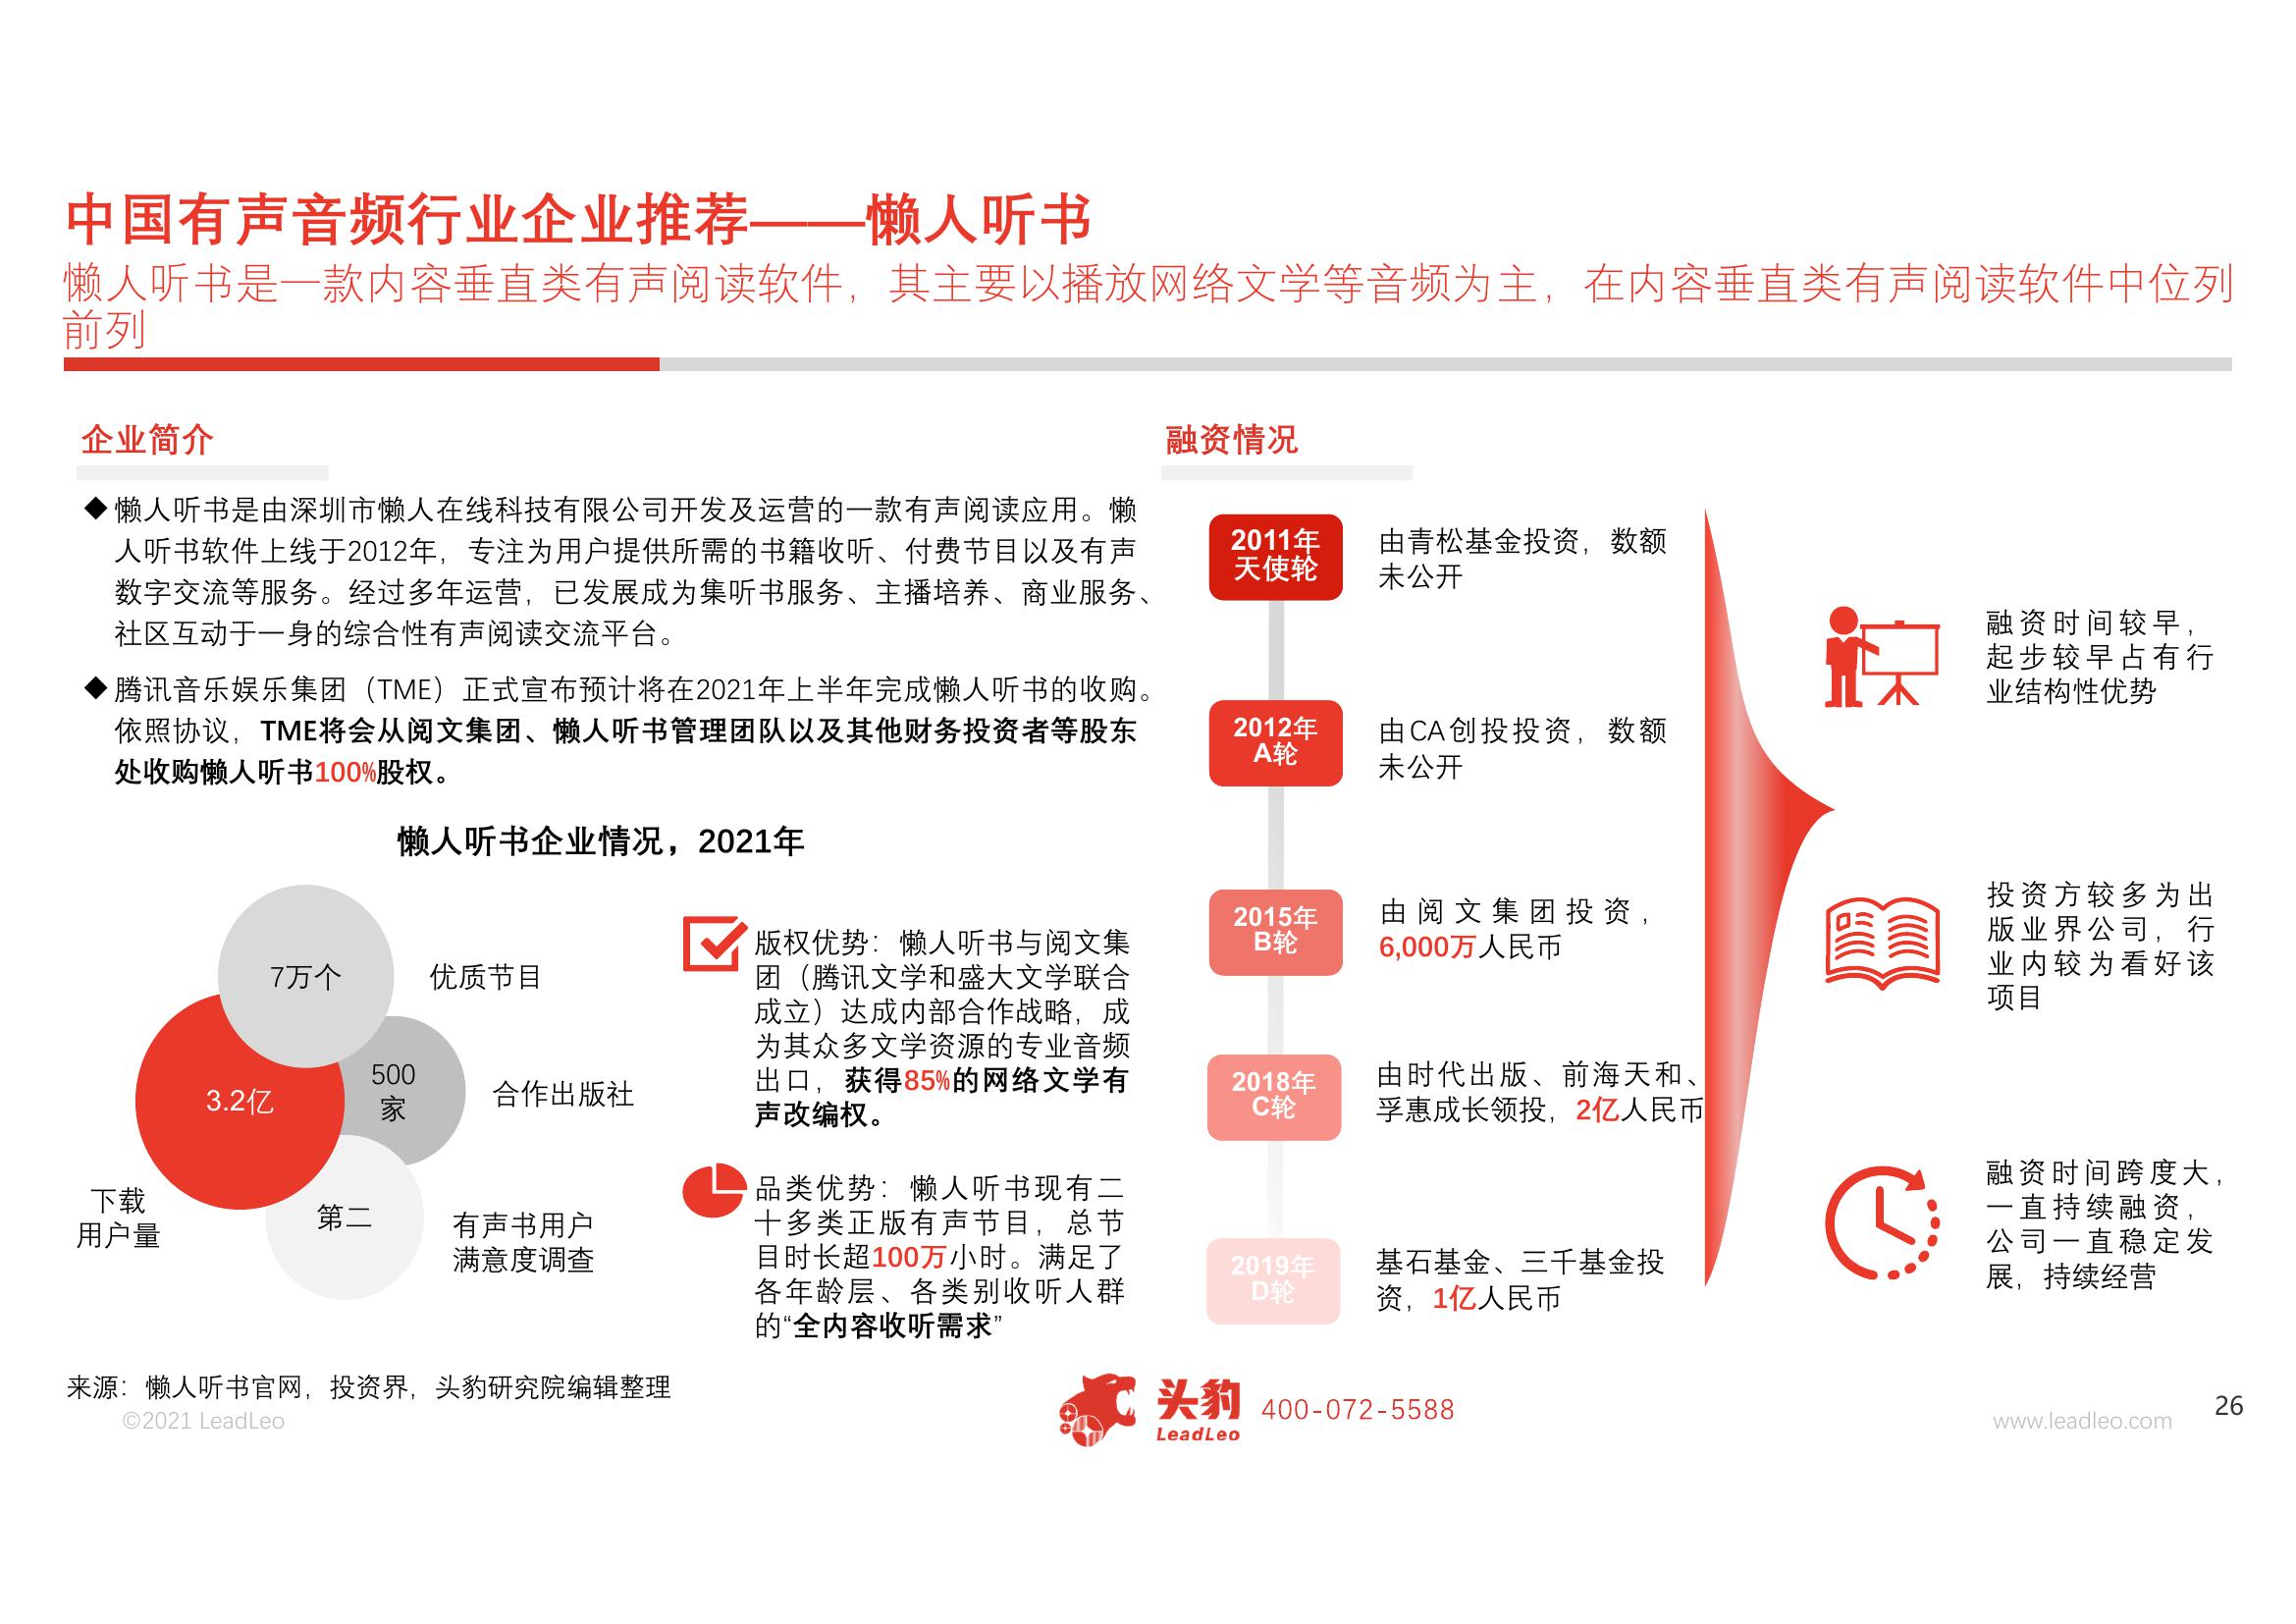 中国有声音频行业企业推荐——懒人听书
懒人听书是一款内容垂直类有声阅读软件，其主要以播放网络文学等音频为主，在内容垂直类有声阅读软件中位列
前列
企业简介
◆懒人听书是由深圳市懒人在线科技有限公司开发及运营的一款有声阅读应用。懒
人听书软件上线于2012年，专注为用户提供所需的书籍收听、付费节目以及有声
数字交流等服务。经过多年运营，已发展成为集听书服务、主播培养、商业服务、
社区互动于一身的综合性有声阅读交流平台。
◆腾讯音乐娱乐集团（TME）正式宣布预计将在2021年上半年完成懒人听书的收购。
依照协议，TME将会从阅文集团、懒人听书管理团队以及其他财务投资者等股东
处收购懒人听书100%股权。
懒人听书企业情况，2021年
7万个
优质节目
500
家
合作出版社
3.2亿
下载
用户量
第二
有声书用户
满意度调查
版权优势：懒人听书与阅文集
团（腾讯文学和盛大文学联合
成立）达成内部合作战略，成
为其众多文学资源的专业音频
出口，获得85%的网络文学有
声改编权。
品类优势：懒人听书现有二
十多类正版有声节目，总节
目时长超100万小时。满足了
各年龄层、各类别收听人群
的“全内容收听需求”
融资情况
2011年
天使轮
由青松基金投资，数额
未公开
2012年
A轮
由CA创投投资，数额
未公开
2015年
B轮
由阅文集团投资，
6,000万人民币
2018年
C轮
由时代出版、前海天和、
孚惠成长领投，2亿人民币
2019年
D轮
基石基金、三千基金投
资，1亿人民币
融资时间较早，
起步较早占有行
业结构性优势
投资方较多为出
版业界公司，行
业内较为看好该
项目
融资时间跨度大，
一直持续融资，
公司一直稳定发
展，持续经营
来源：懒人听书官网，投资界，头豹研究院编辑整理
©2021 LeadLeo
头豹
LeadLeo
400-072-5588
www.leadleo.com
26